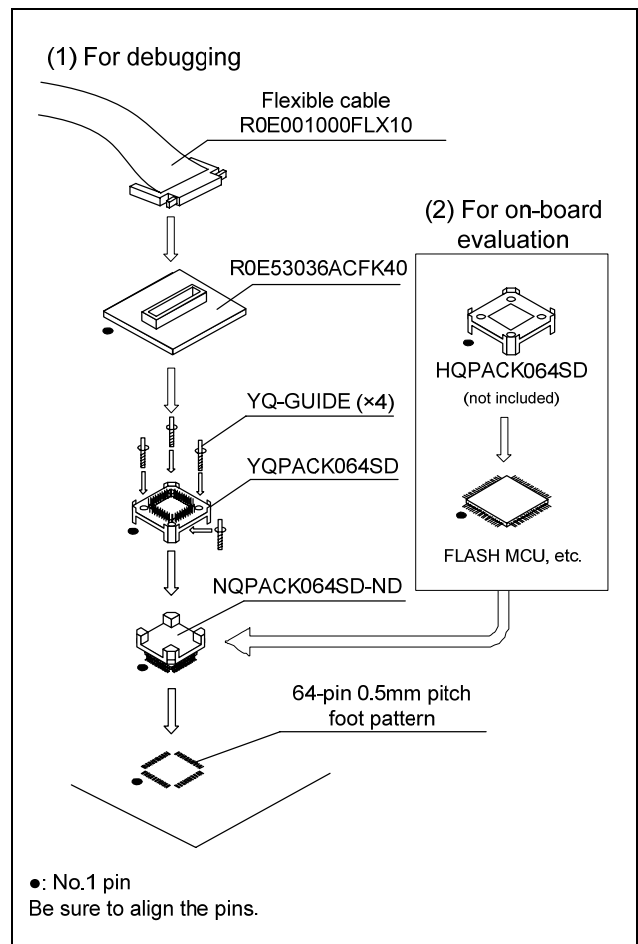 (1) For debugging
Flexible cable
R0E001000FLX10
(2) For on-board
evaluation
R0E53036ACFK40
HQPACK064SD
(not included)
YQ-GUIDE (×4)
YQPACK064SD
FLASH MCU, etc.
NQPACK064SD-ND
64-pin 0.5mm pitch
foot pattern
●: No.1 pin
Be sure to align the pins.